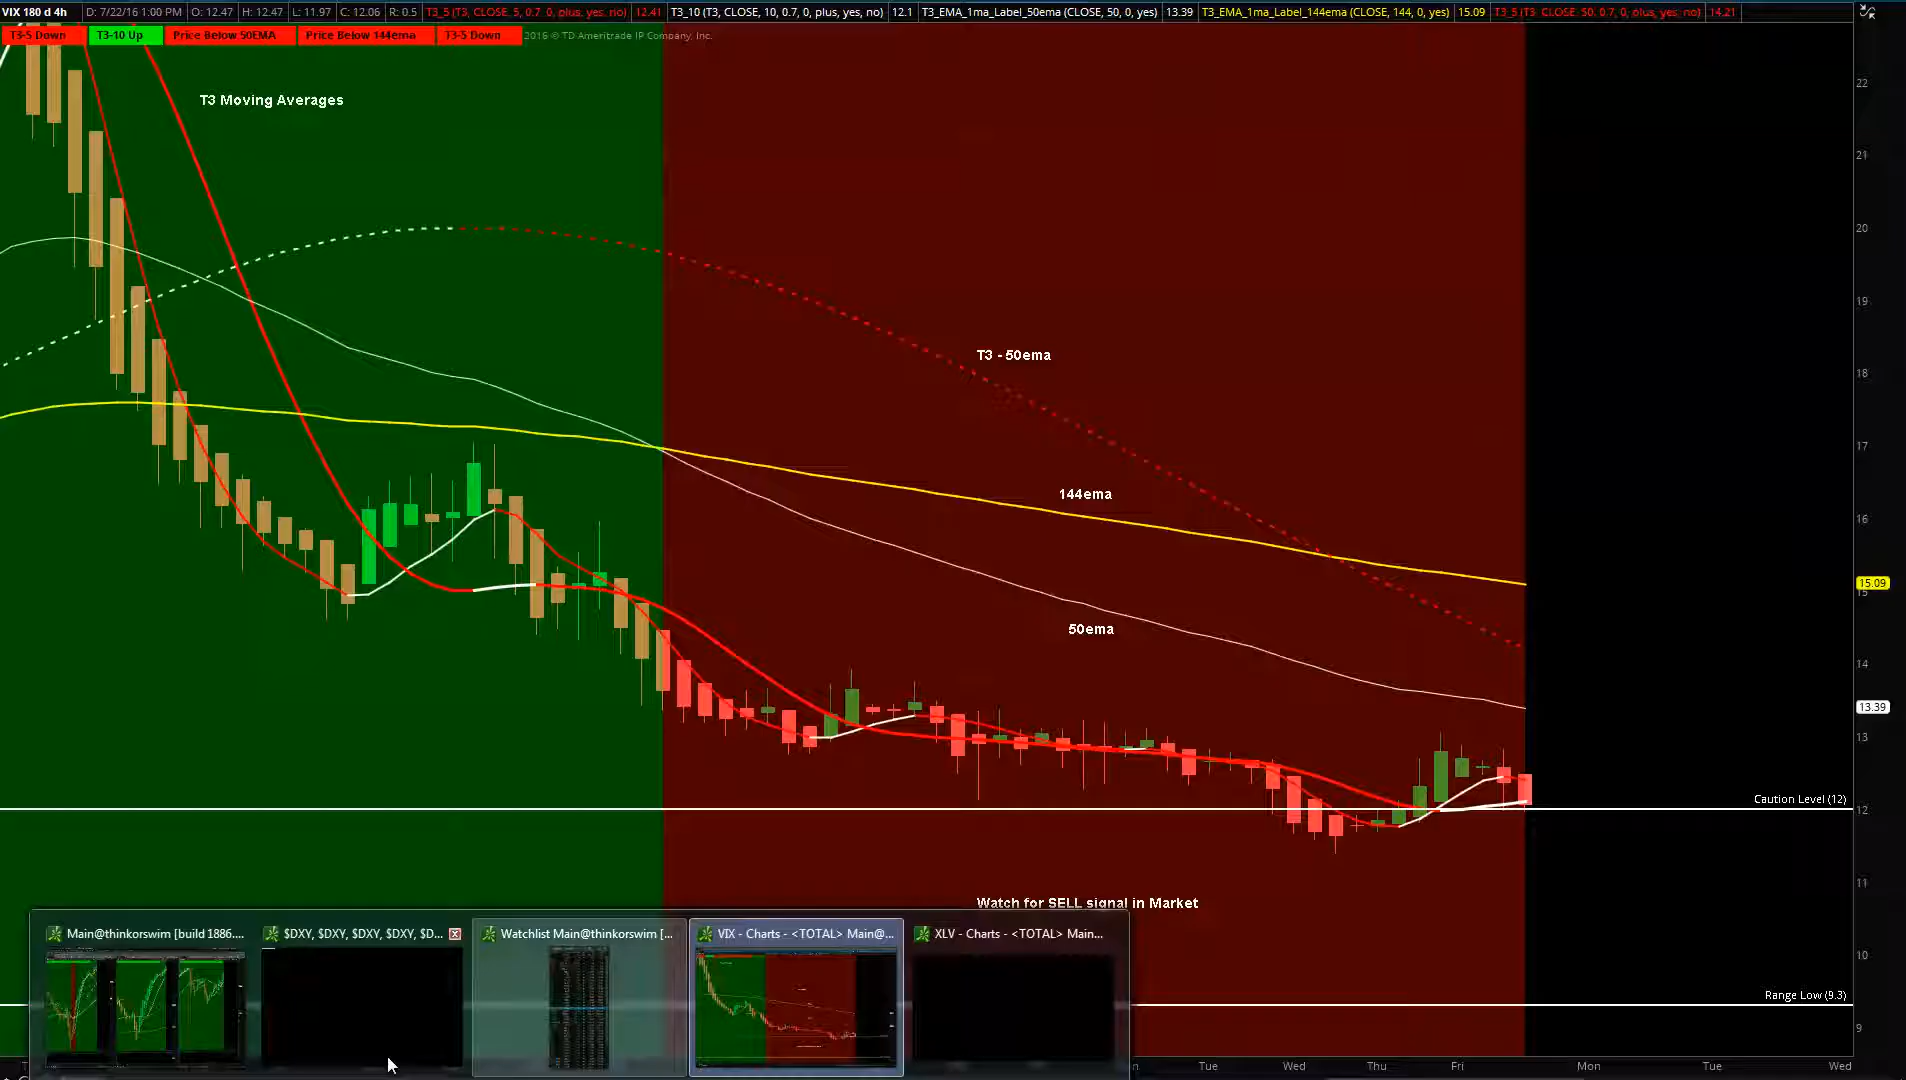 VIX 180 d 4h D: 7/22/16 1:00 PM O: 12.47 H: 12.47 L: 11.97 C: 12.06 R: 0.5 T3_5 (T3, CLOSE, 5, 0.7, 0, plus, yes, no) 12.41 T3_10 (T3, CLOSE, 10, 0.7, 0, plus, yes, no) 12.1 T3_EMA_1ma_Label_50ema (CLOSE, 50, 0, yes) 13.39 T3_EMA_1ma_Label_144ema (CLOSE, 144, 0, yes) 15.09 T3_5 (T3, CLOSE, 50, 0.7, 0, plus, yes, no) 14.21
T3-5 Down T3-10 Up Price Below 50EMA Price Below 144ema T3-5 Down 2016 © TD Ameritrade IP Company, Inc.
22
T3 Moving Averages
21
20
19
T3 - 50ema
18
17
144ema
16
15.09
15
50ema
14
13.39
13
Caution Level (12)
12
11
Watch for SELL signal in Market
Main@thinkorswim [build 1886.... $DXY, $DXY, $DXY, $DXY, $D... Watchlist Main@thinkorswim [... VIX - Charts - <TOTAL> Main@... XLV - Charts - <TOTAL> Main...
10
Range Low (9.3)
9
Tue Wed Thu Fri Mon Tue Wed